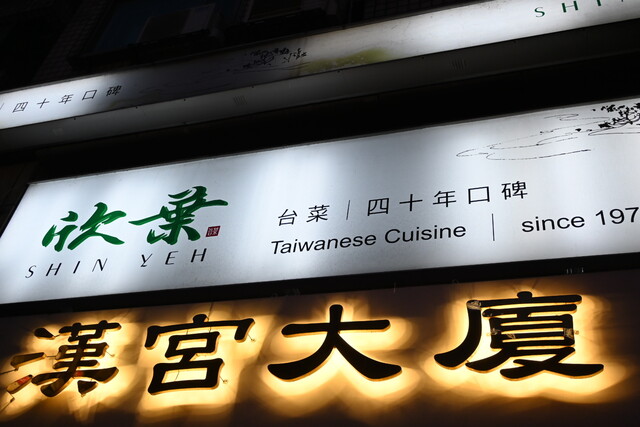 SH
四十年口碑
欣葉
SHIN YEH
台菜|四十年口碑
Taiwanese Cuisine | since 197
漢宮大廈